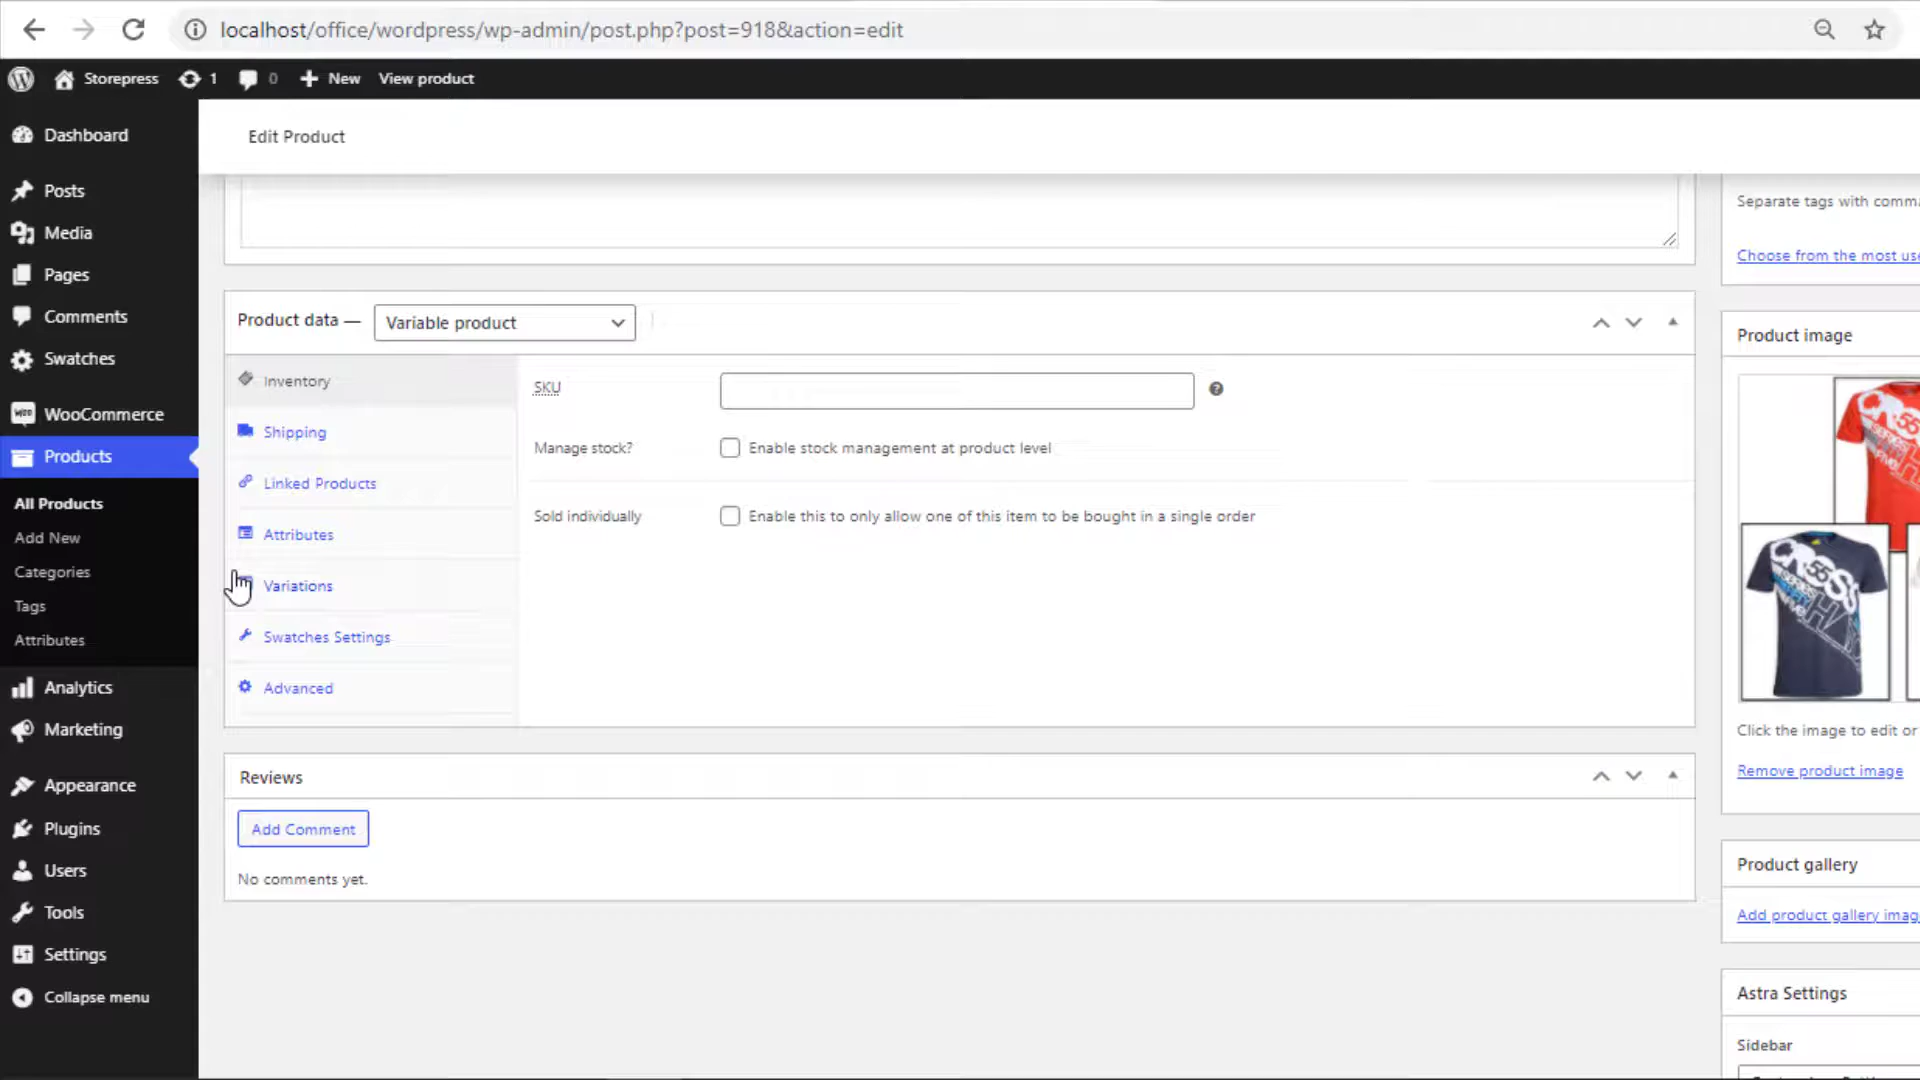 localhost/office/wordpress/wp-admin/post.php?post=918&action=edit
Storepress 1 0 New View product
Dashboard
Posts
Media
Pages
Comments
Swatches
WooCommerce
Products
All Products
Add New
Categories
Tags
Attributes
Analytics
Marketing
Appearance
Plugins
Users
Tools
Settings
Collapse menu
Edit Product
Product data — Variable product
Inventory
Shipping
Linked Products
Attributes
Variations
Swatches Settings
Advanced
SKU
Manage stock? Enable stock management at product level
Sold individually Enable this to only allow one of this item to be bought in a single order
Reviews
Add Comment
No comments yet.
Separate tags with comma
Choose from the most use
Product image
Click the image to edit or
Remove product image
Product gallery
Add product gallery imag
Astra Settings
Sidebar